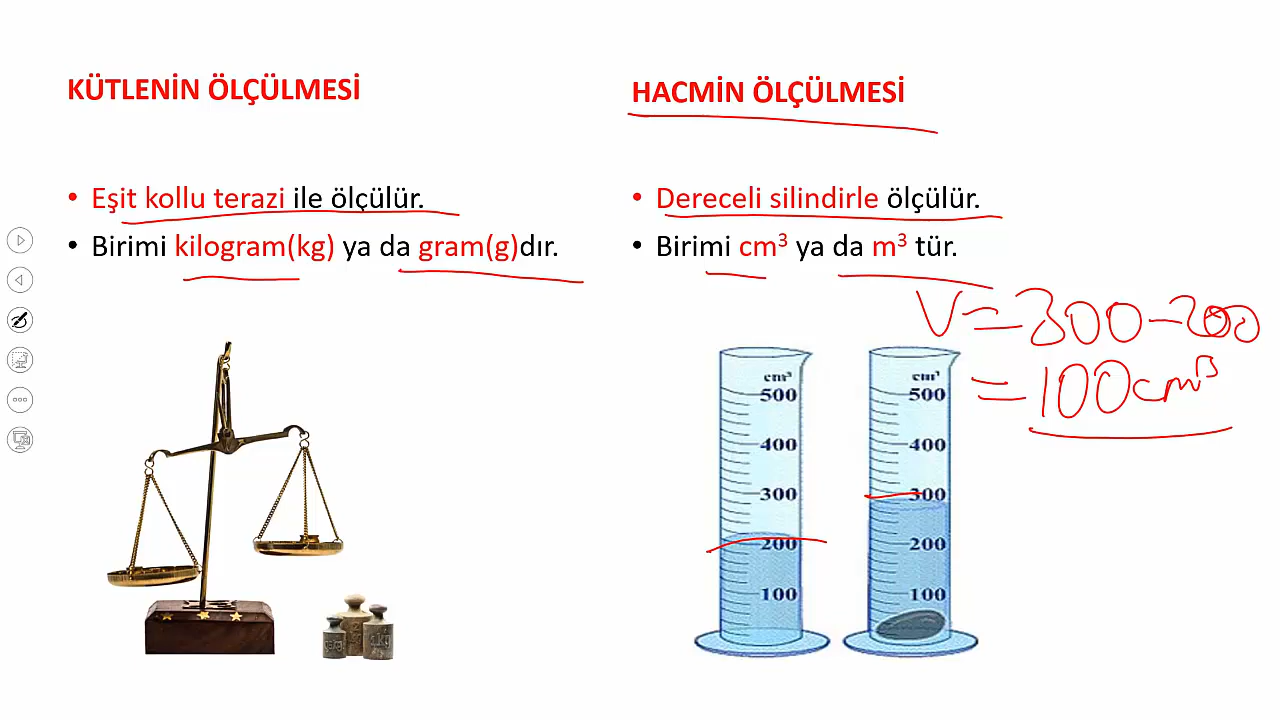 KÜTLENİN ÖLÇÜLMESİ
• Eşit kollu terazi ile ölçülür.
• Birimi kilogram(kg) ya da gram(g)dır.
HACMİN ÖLÇÜLMESİ
• Dereceli silindirle ölçülür.
• Birimi cm³ ya da m³ tür.
V=300-200
=100cm³
cm³
500
400
300
200
100
cm³
500
400
300
200
100